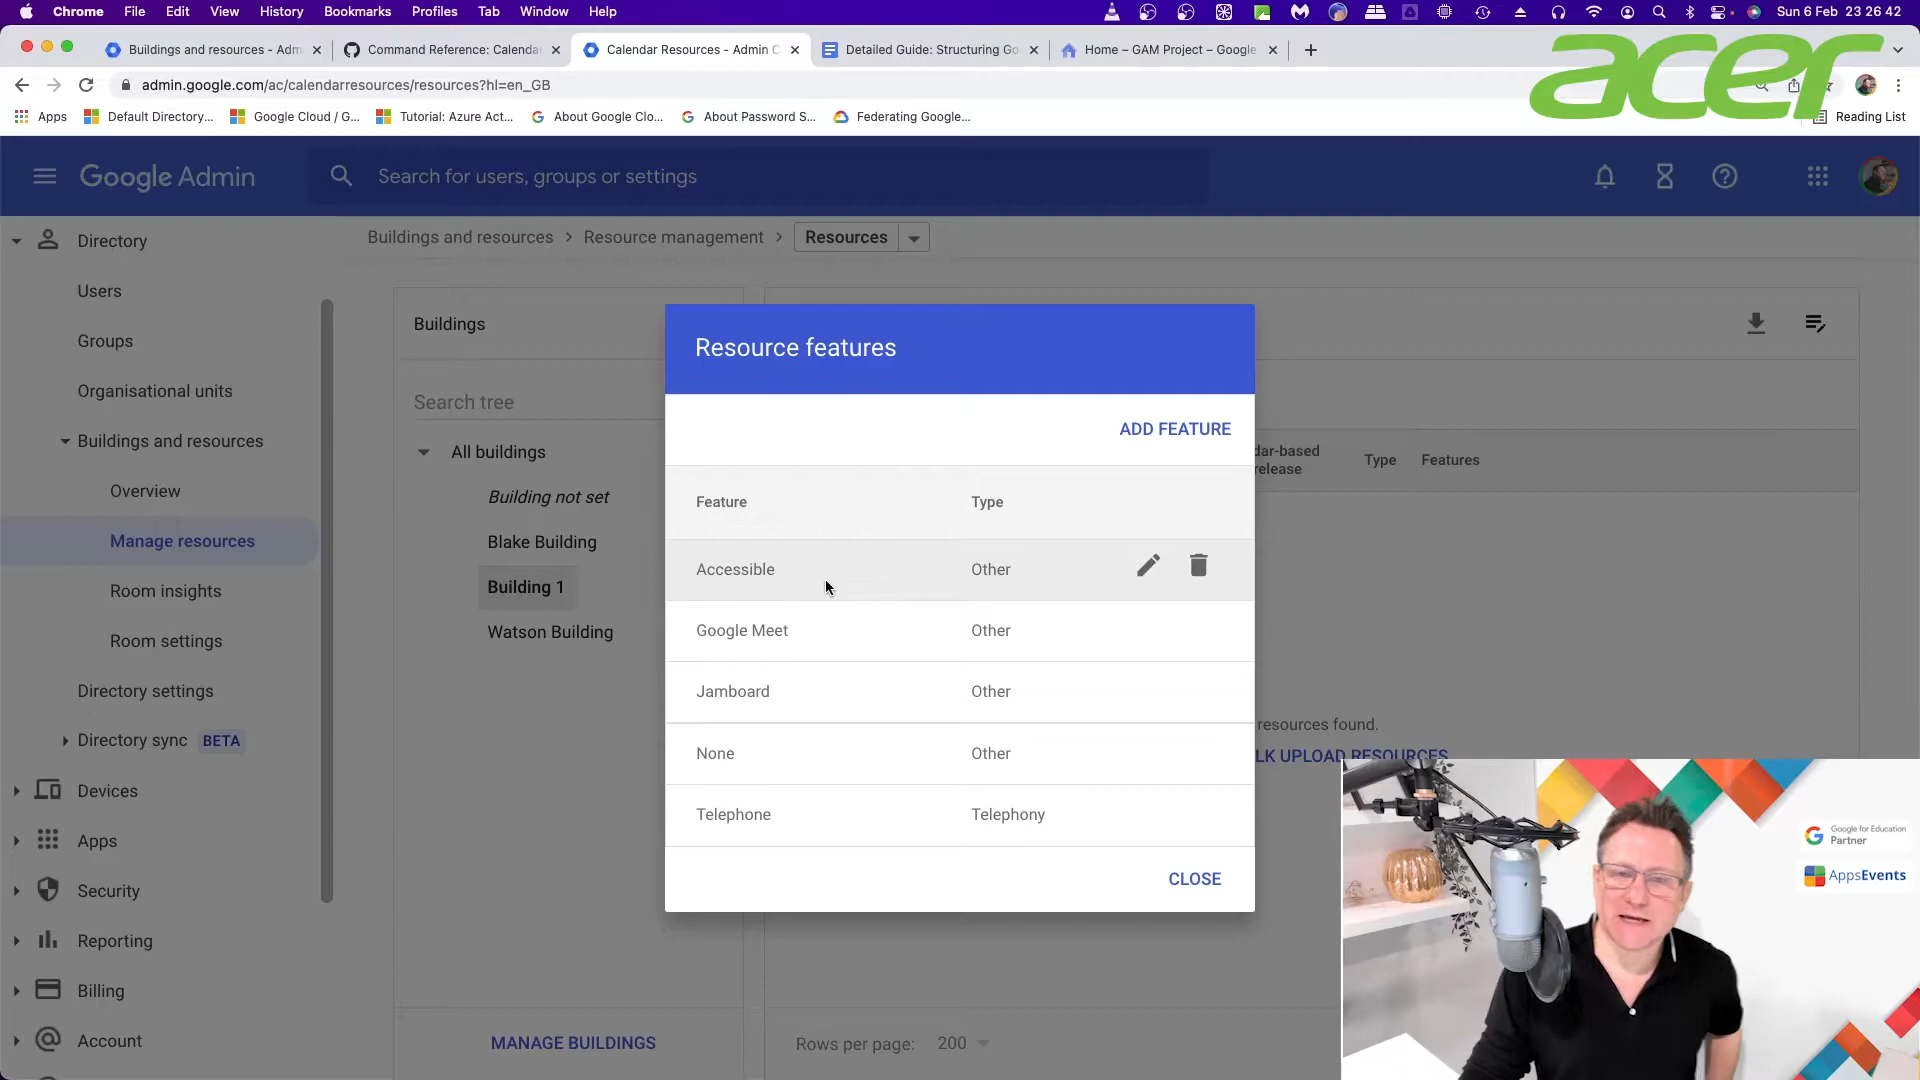 Chrome File Edit View History Bookmarks Profiles Tab Window Help Sun 6 Feb 23 26 42
Buildings and resources - Adm Command Reference: Calenda Calendar Resources - Admin C Detailed Guide: Structuring Go Home – GAM Project – Google
acer
admin.google.com/ac/calendarresources/resources?hl=en_GB
Apps Default Directory... Google Cloud / G... Tutorial: Azure Act... About Google Clo... About Password S... Federating Google... Reading List
Google Admin Search for users, groups or settings
Directory
Users
Groups
Organisational units
Buildings and resources
Overview
Manage resources
Room insights
Room settings
Directory settings
Directory sync BETA
Devices
Apps
Security
Reporting
Billing
Account
Buildings and resources > Resource management > Resources
Buildings
Search tree
All buildings
Building not set
Blake Building
Building 1
Watson Building
MANAGE BUILDINGS
Resource features
ADD FEATURE
Feature Type
Accessible Other
Google Meet Other
Jamboard Other
None Other
Telephone Telephony
CLOSE
dar-based
release
Type Features
resources found.
LK UPLOAD RESOURCES
Rows per page: 200
Google for Education
Partner
AppsEvents